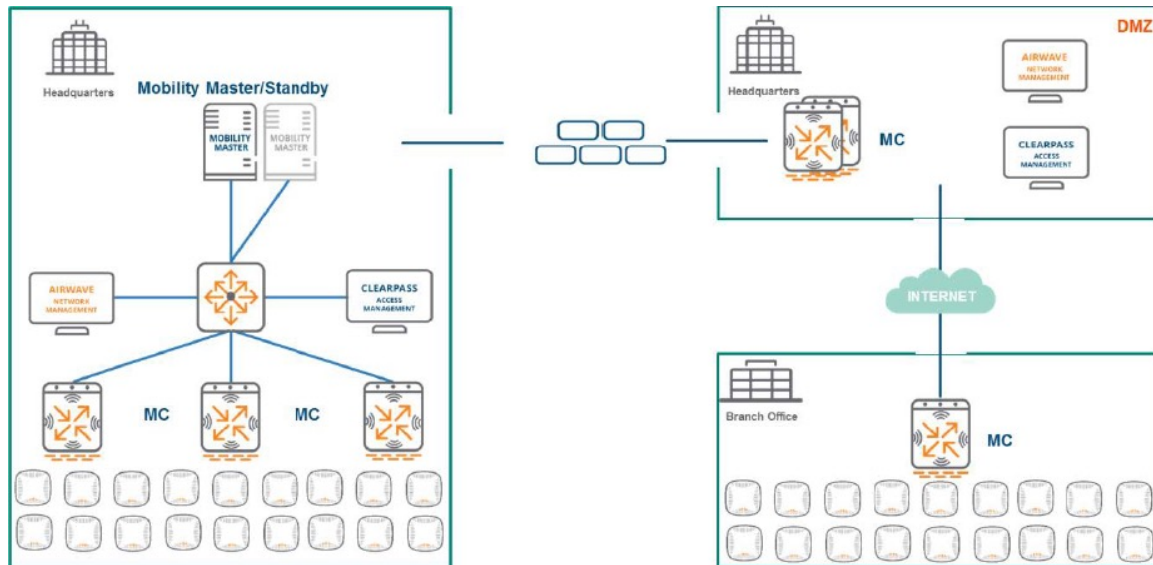 Headquarters
Mobility Master/Standby
MOBILITY
MASTER
MOBILITY
MASTER
AIRWAVE
NETWORK
MANAGEMENT
CLEARPASS
ACCESS
MANAGEMENT
MC
MC
DMZ
Headquarters
MC
AIRWAVE
NETWORK
MANAGEMENT
CLEARPASS
ACCESS
MANAGEMENT
INTERNET
Branch Office
MC